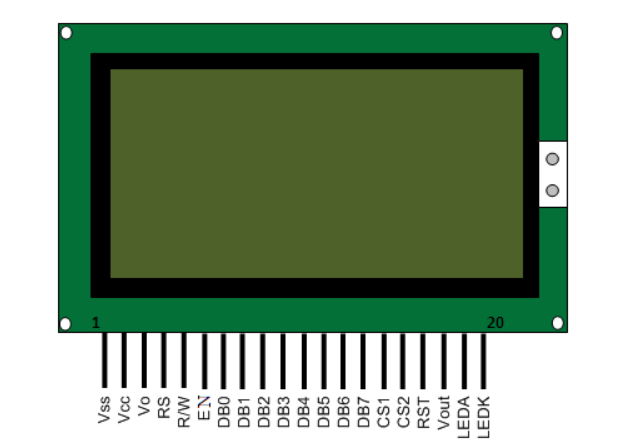 1 20
Vss
Vcc
Vo
RS
R/W
EN
DB0
DB1
DB2
DB3
DB4
DB5
DB6
DB7
CS1
CS2
RST
Vout
LEDA
LEDK